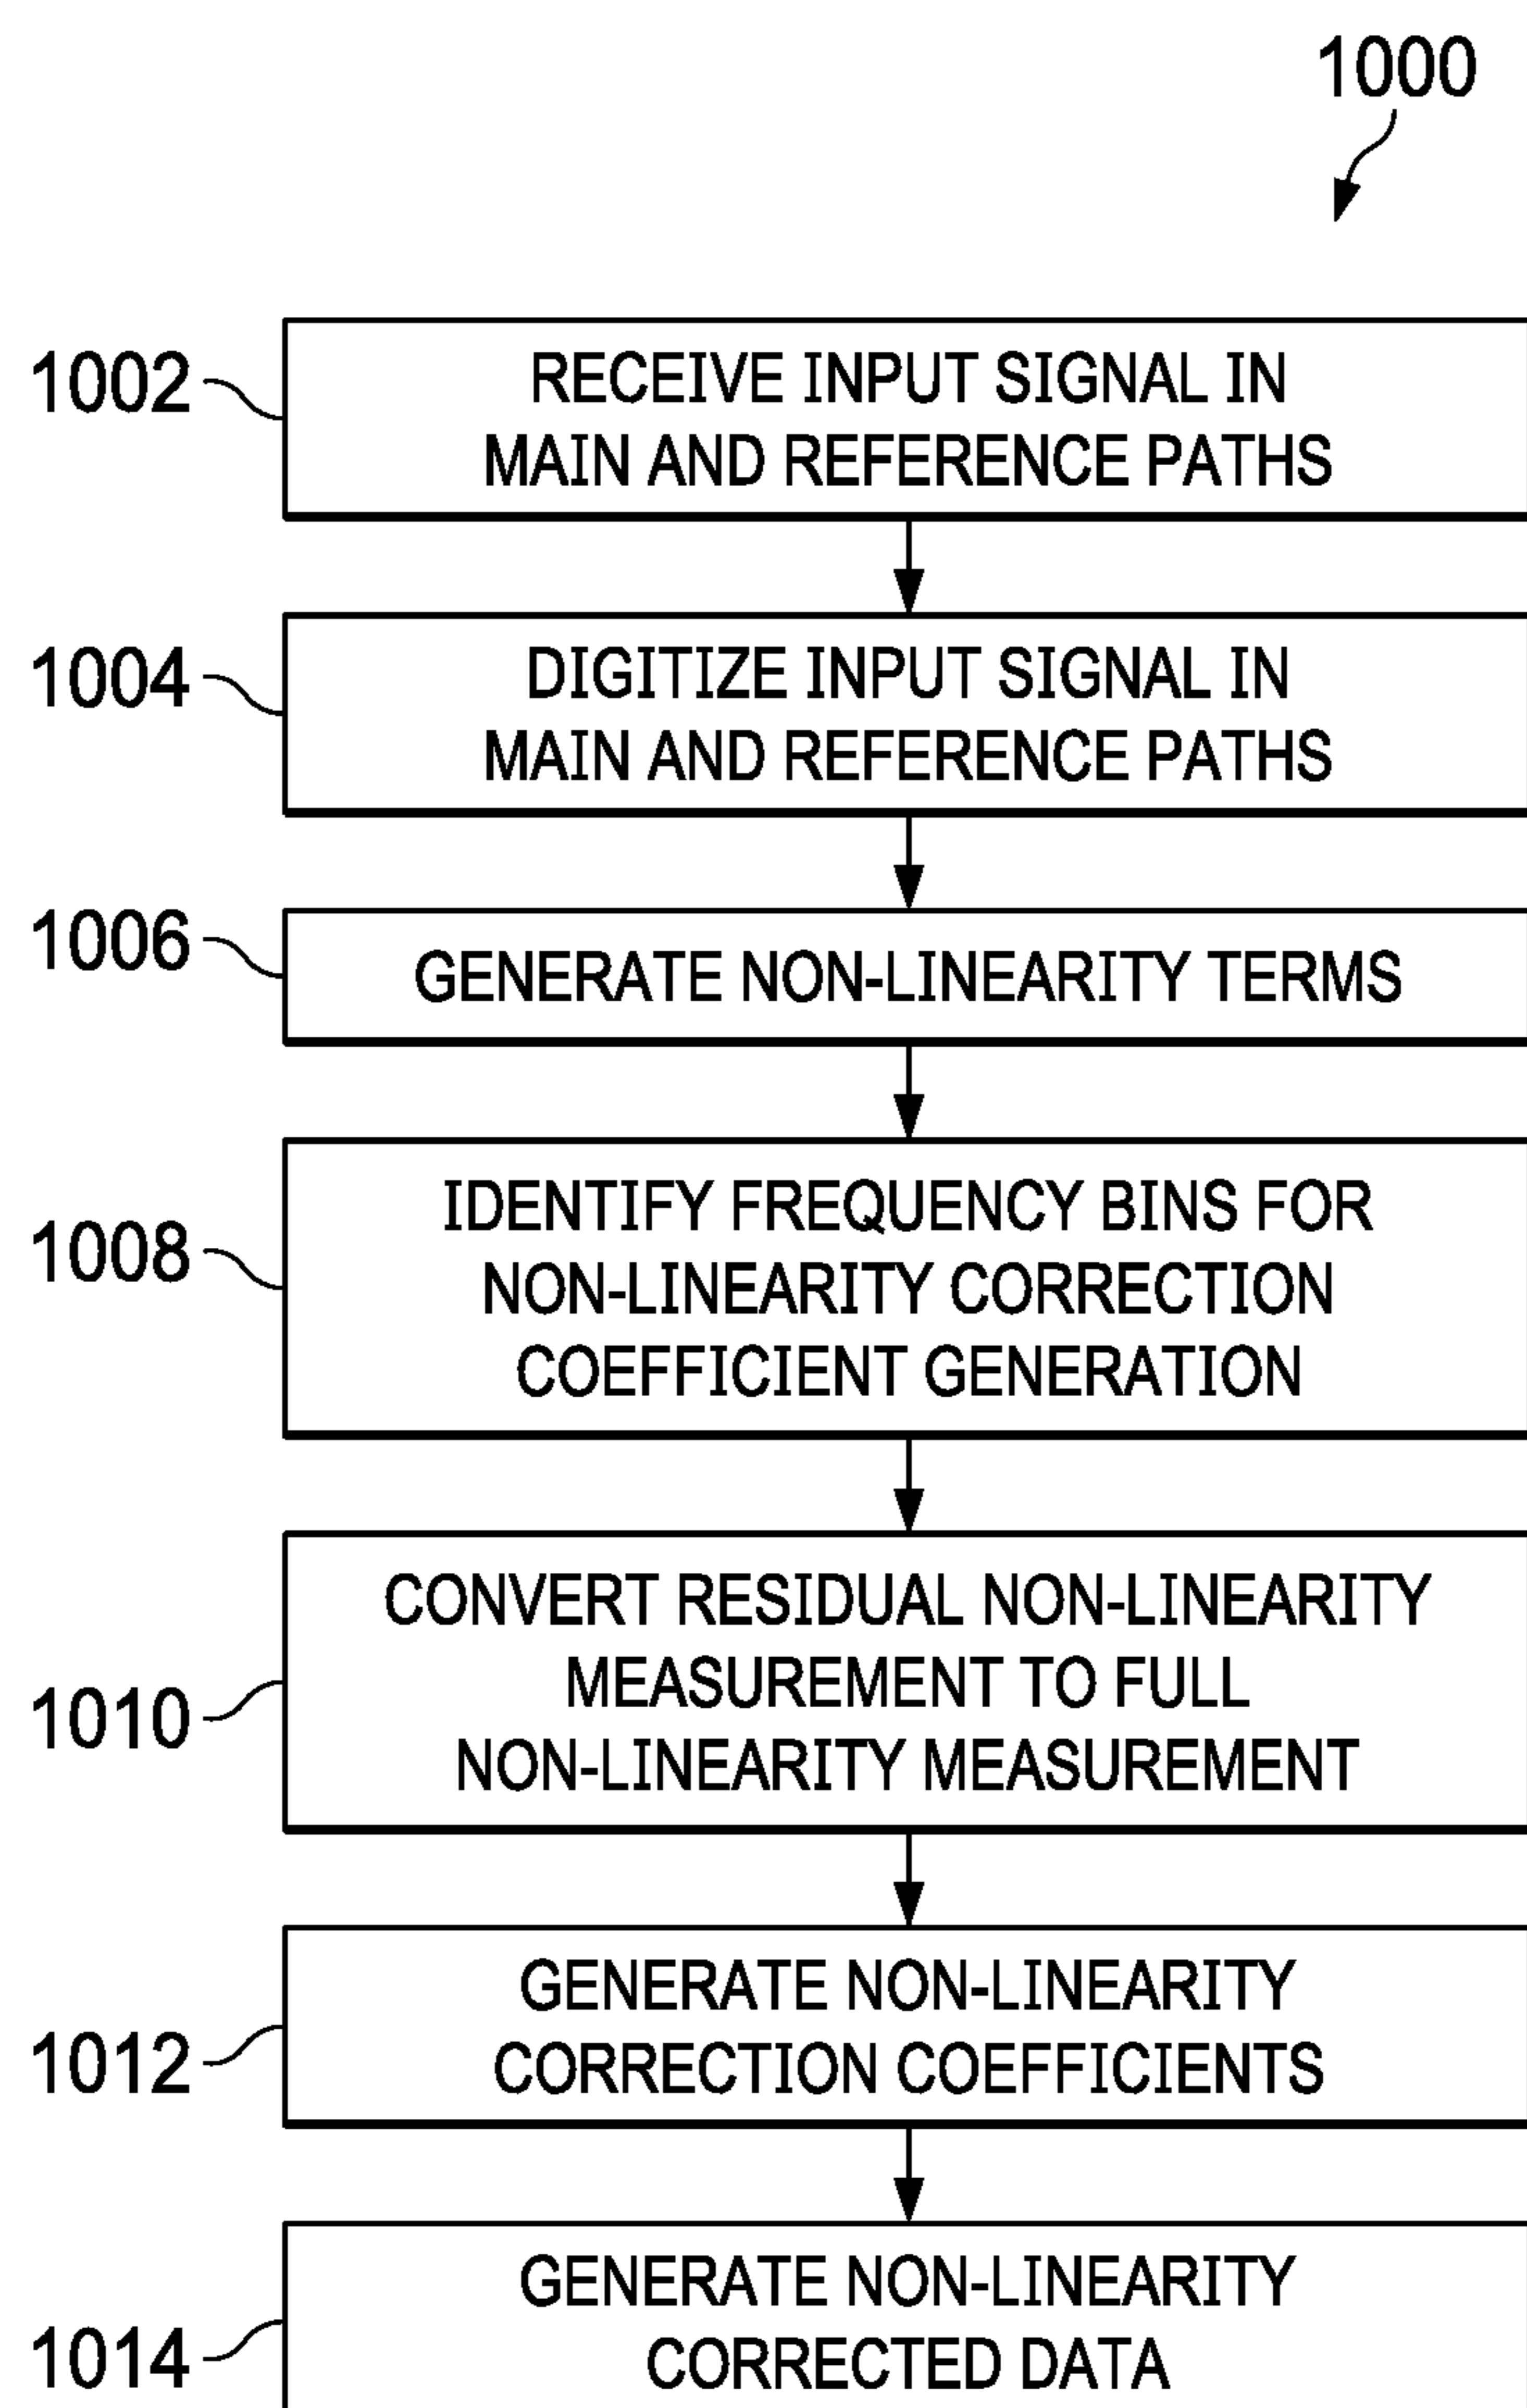 1000
1002
RECEIVE INPUT SIGNAL IN
MAIN AND REFERENCE PATHS
1004
DIGITIZE INPUT SIGNAL IN
MAIN AND REFERENCE PATHS
1006
GENERATE NON-LINEARITY TERMS
1008
IDENTIFY FREQUENCY BINS FOR
NON-LINEARITY CORRECTION
COEFFICIENT GENERATION
1010
CONVERT RESIDUAL NON-LINEARITY
MEASUREMENT TO FULL
NON-LINEARITY MEASUREMENT
1012
GENERATE NON-LINEARITY
CORRECTION COEFFICIENTS
1014
GENERATE NON-LINEARITY
CORRECTED DATA